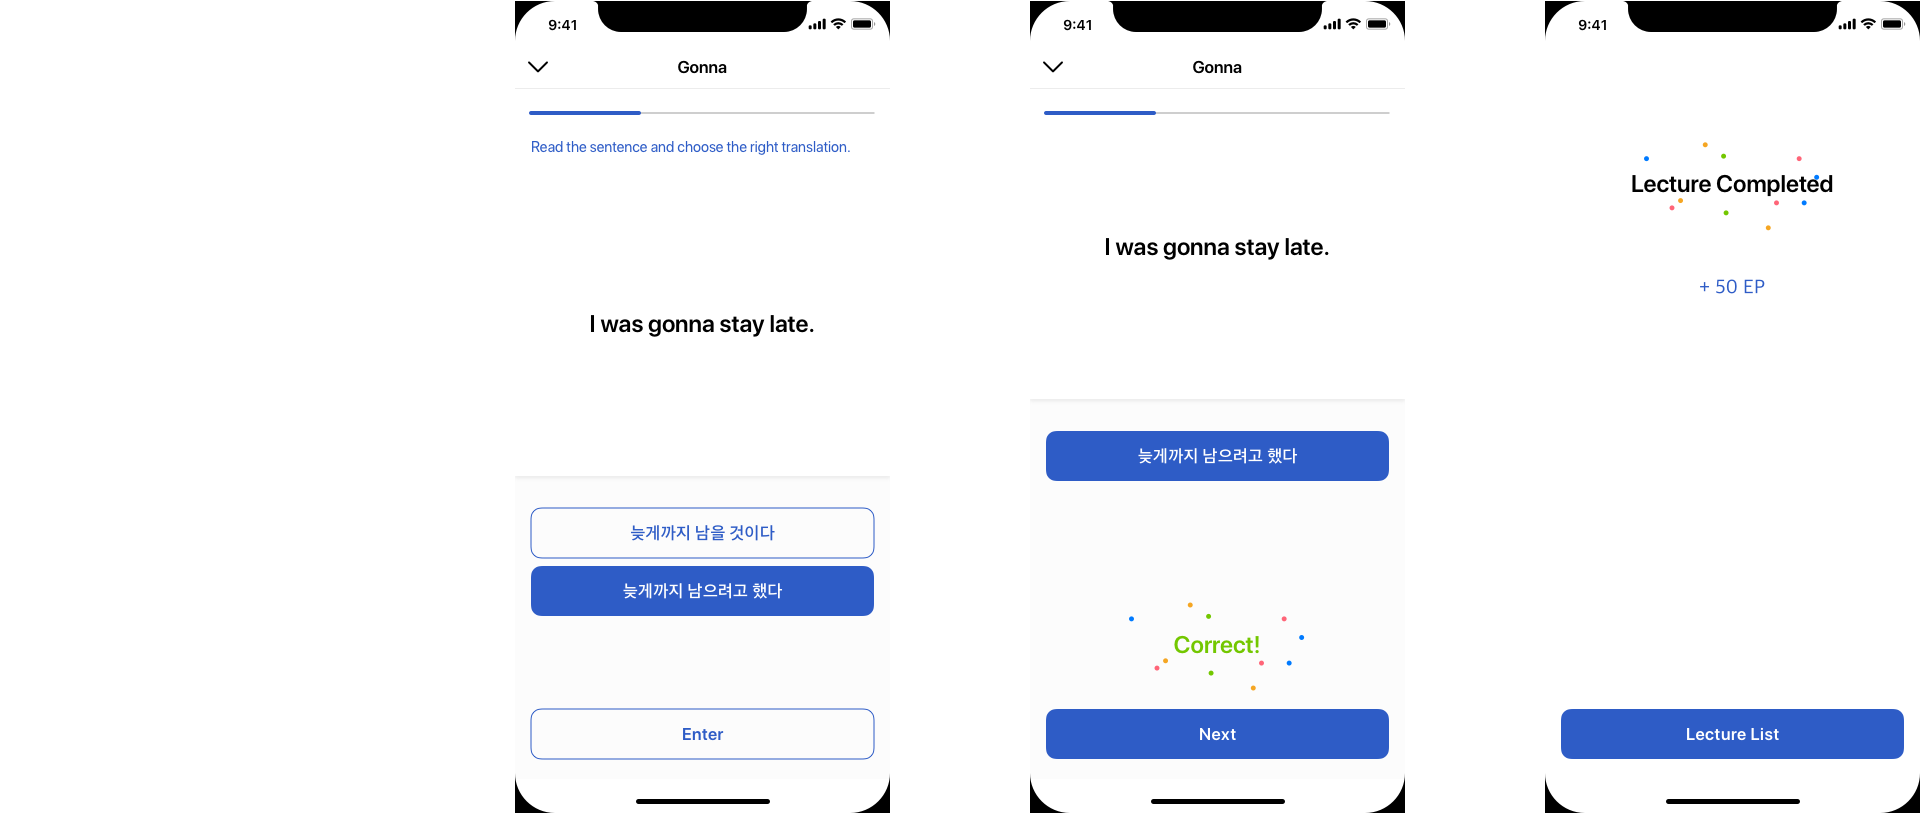 9:41
Gonna
Read the sentence and choose the right translation.
I was gonna stay late.
늦게까지 남을 것이다
늦게까지 남으려고 했다
Enter
9:41
Gonna
I was gonna stay late.
늦게까지 남으려고 했다
Correct!
Next
9:41
Lecture Completed
+ 50 EP
Lecture List